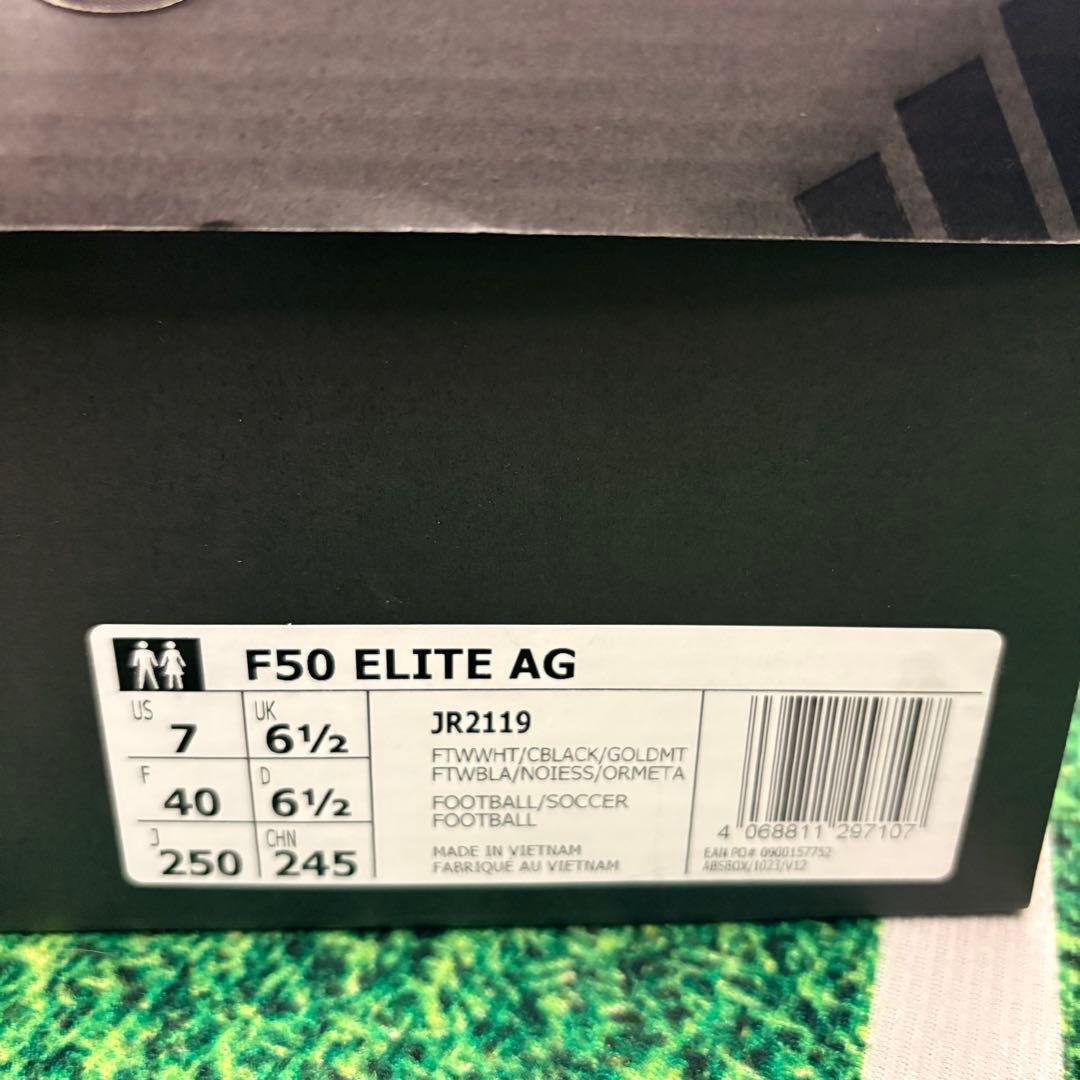 F50 ELITE AG
US 7 UK 6½
F 40 D 6½
J 250 CHN 245
JR2119
FTWWHT/CBLACK/GOLDMT
FTWBLA/NOIESS/ORMETA
FOOTBALL/SOCCER
FOOTBALL
MADE IN VIETNAM
FABRIQUÉ AU VIETNAM
4 068811 297107
EAN PO# 0900157752
ABSBOX/1023/V12